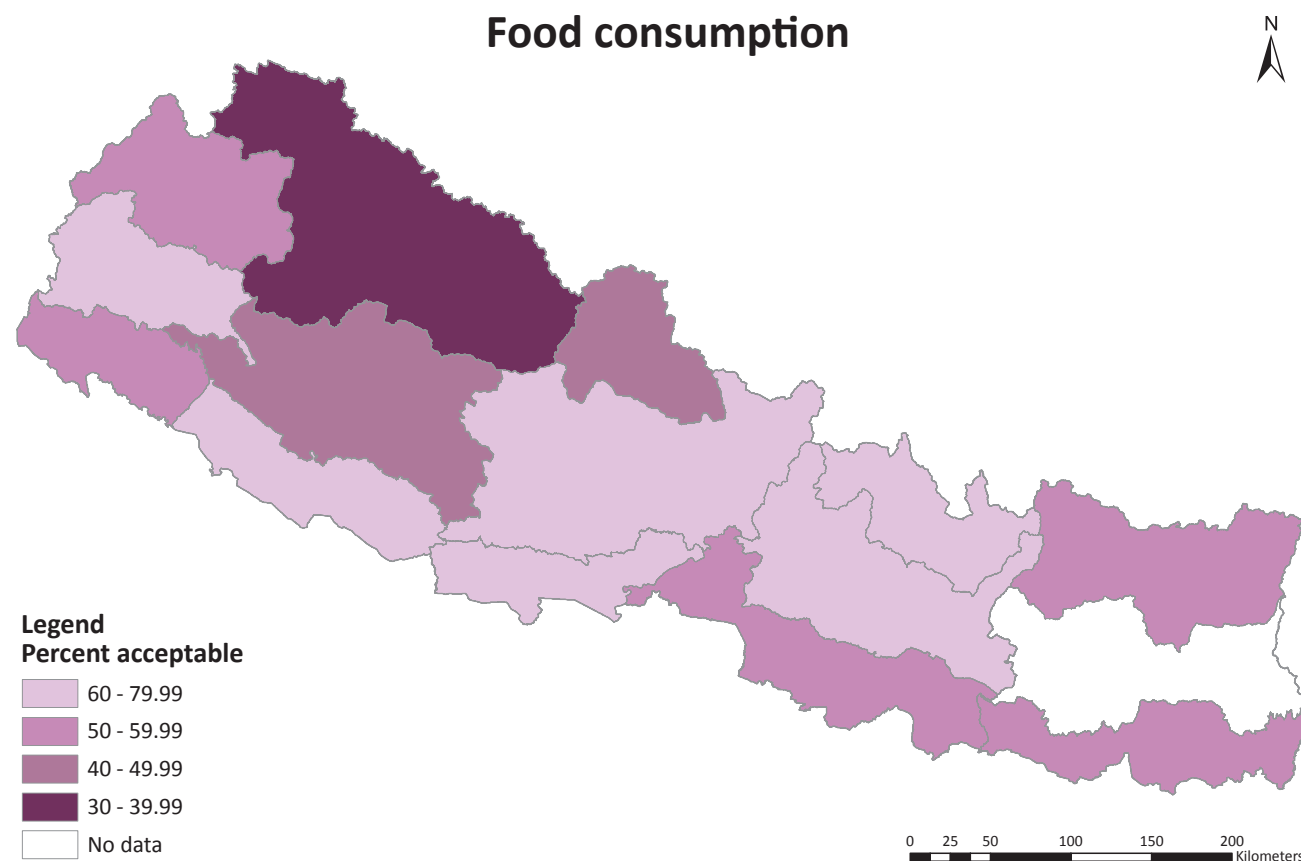 Food consumption
N
Legend
Percent acceptable
60 - 79.99
50 - 59.99
40 - 49.99
30 - 39.99
No data
0 25 50 100 150 200
Kilometers